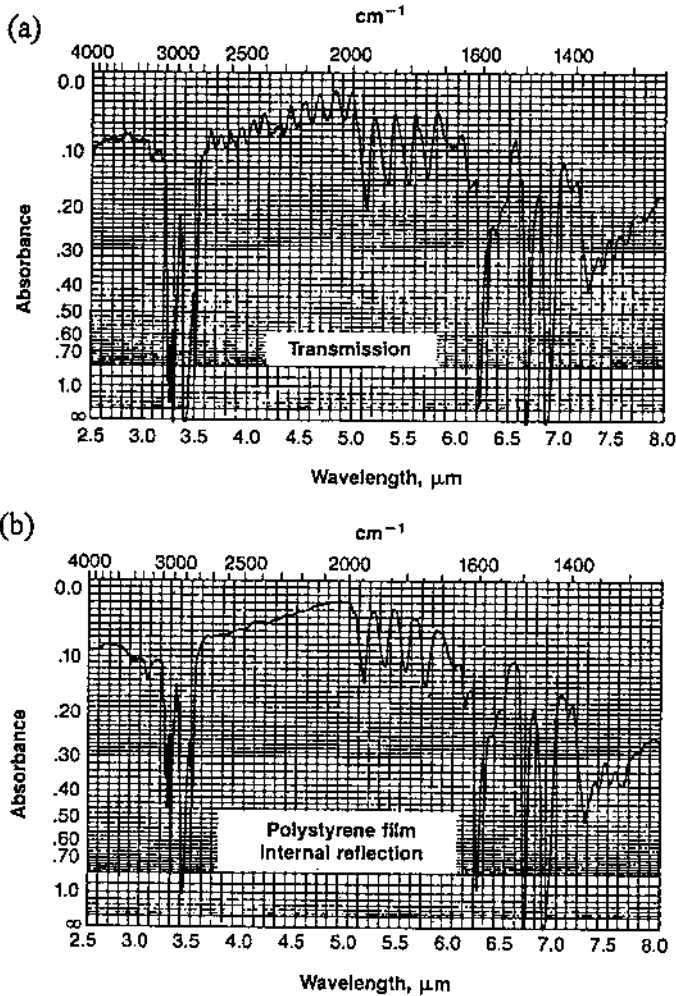 (a)
cm⁻¹
4000 3000 2500 2000 1600 1400
0.0
.10
.20
.30
.40
.50
.60
.70
1.0
∞
Absorbance
Transmission
2.5 3.0 3.5 4.0 4.5 5.0 5.5 6.0 6.5 7.0 7.5 8.0
Wavelength, μm
(b)
cm⁻¹
4000 3000 2500 2000 1600 1400
0.0
.10
.20
.30
.40
.50
.60
.70
1.0
∞
Absorbance
Polystyrene film
Internal reflection
2.5 3.0 3.5 4.0 4.5 5.0 5.5 6.0 6.5 7.0 7.5 8.0
Wavelength, μm